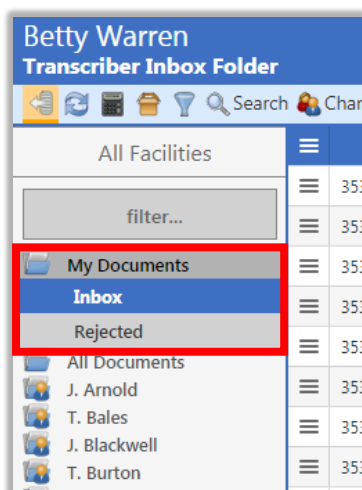 Betty Warren
Transcriber Inbox Folder
Search
All Facilities
filter...
My Documents
Inbox
Rejected
All Documents
J. Arnold
T. Bales
J. Blackwell
T. Burton